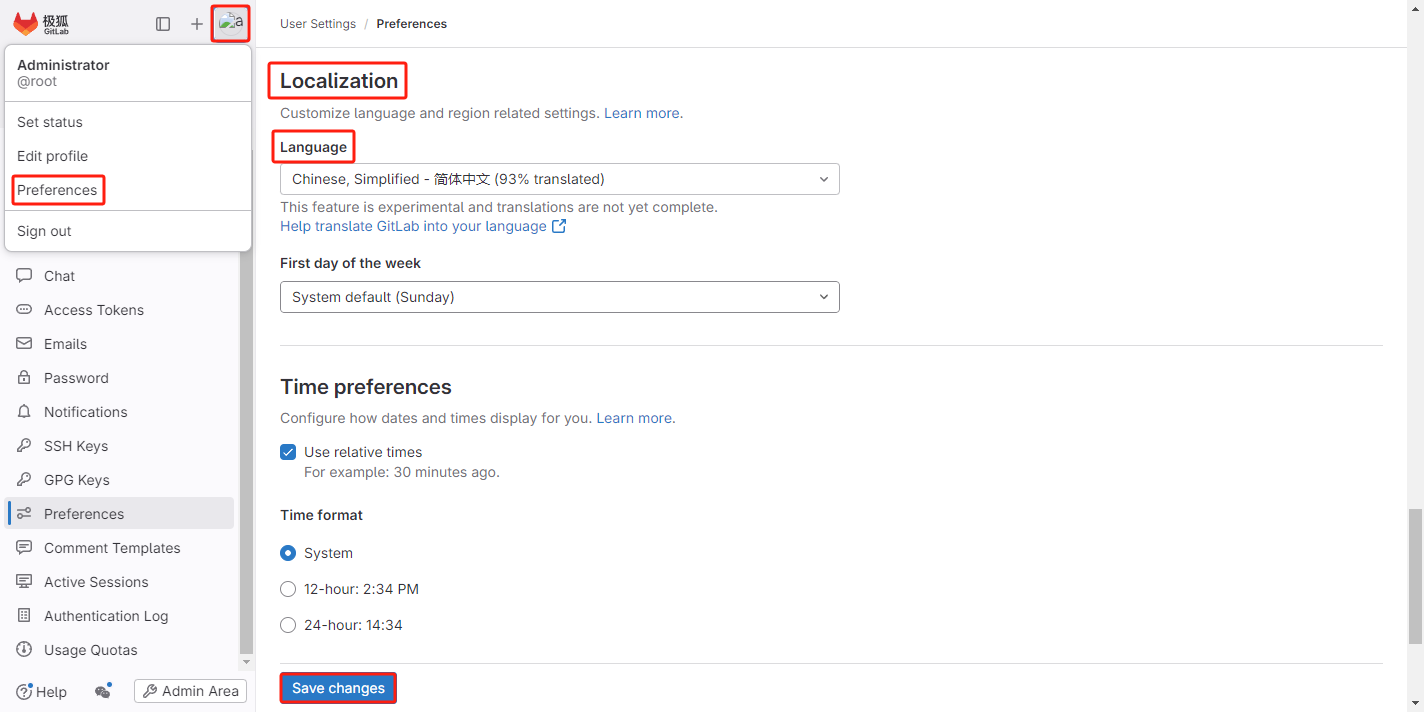 极狐
GitLab
a
Administrator
@root
Set status
Edit profile
Preferences
Sign out
Chat
Access Tokens
Emails
Password
Notifications
SSH Keys
GPG Keys
Preferences
Comment Templates
Active Sessions
Authentication Log
Usage Quotas
Help
Admin Area
User Settings / Preferences
Localization
Customize language and region related settings. Learn more.
Language
Chinese, Simplified - 简体中文 (93% translated)
This feature is experimental and translations are not yet complete.
Help translate GitLab into your language
First day of the week
System default (Sunday)
Time preferences
Configure how dates and times display for you. Learn more.
Use relative times
For example: 30 minutes ago.
Time format
System
12-hour: 2:34 PM
24-hour: 14:34
Save changes